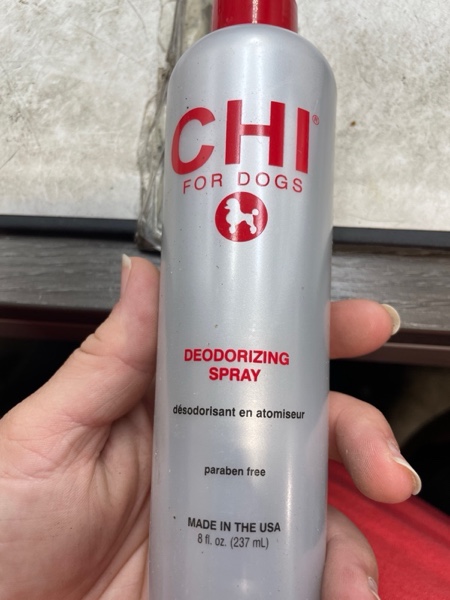 CHI®
FOR DOGS
DEODORIZING
SPRAY
désodorisant en atomiseur
paraben free
MADE IN THE USA
8 fl. oz. (237 mL)